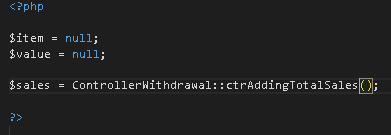 <?php
$item = null;
$value = null;
$sales = ControllerWithdrawal::ctrAddingTotalSales();
?>